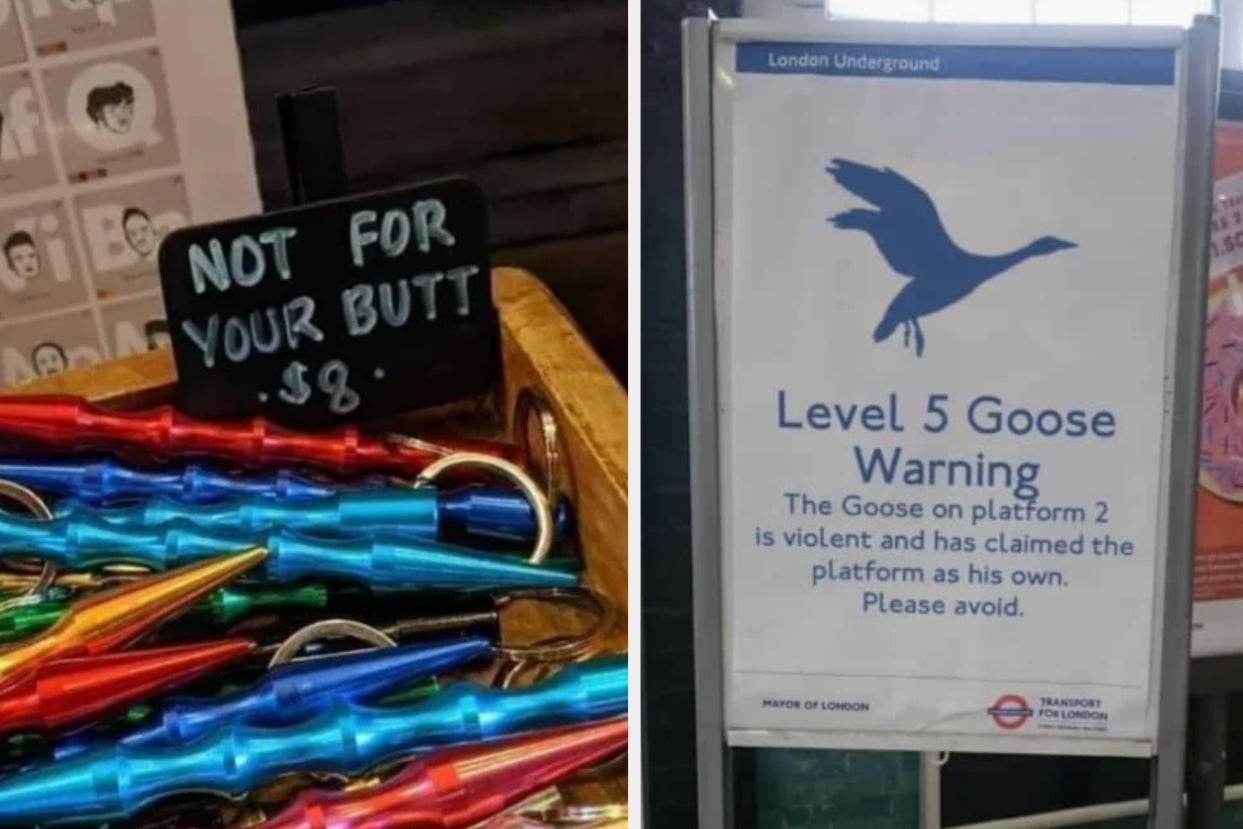 NOT FOR
YOUR BUTT
.$8.
London Underground
Level 5 Goose
Warning
The Goose on platform 2
is violent and has claimed the
platform as his own.
Please avoid.
MAYOR OF LONDON
TRANSPORT
FOR LONDON